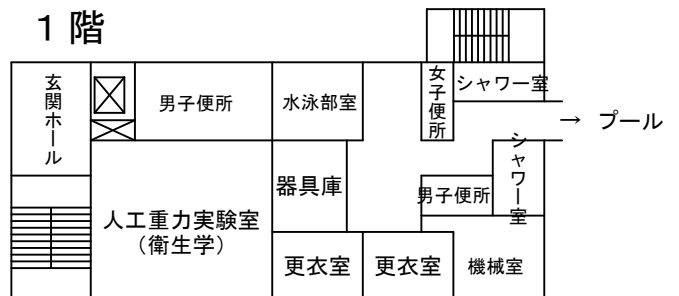 １階
玄関ホール
男子便所
水泳部室
女子便所
シャワー室
→ プール
シャワー室
器具庫
男子便所
人工重力実験室
（衛生学）
更衣室
更衣室
機械室